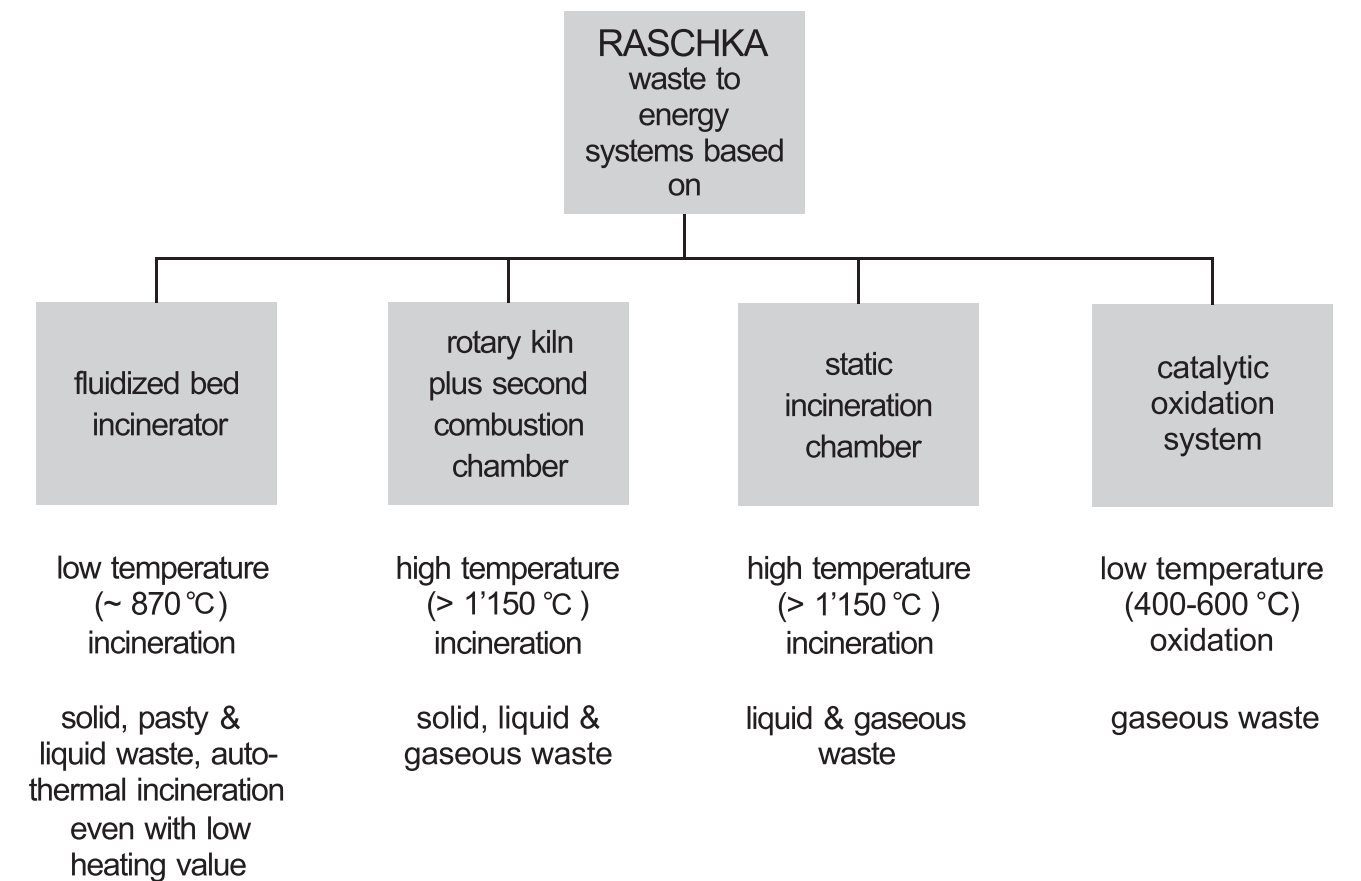 RASCHKA
waste to
energy
systems based
on
fluidized bed
incinerator
rotary kiln
plus second
combustion
chamber
static
incineration
chamber
catalytic
oxidation
system
low temperature
(~ 870 °C)
incineration
solid, pasty &
liquid waste, auto-
thermal incineration
even with low
heating value
high temperature
(> 1’150 °C )
incineration
solid, liquid &
gaseous waste
high temperature
(> 1’150 °C )
incineration
liquid & gaseous
waste
low temperature
(400-600 °C)
oxidation
gaseous waste